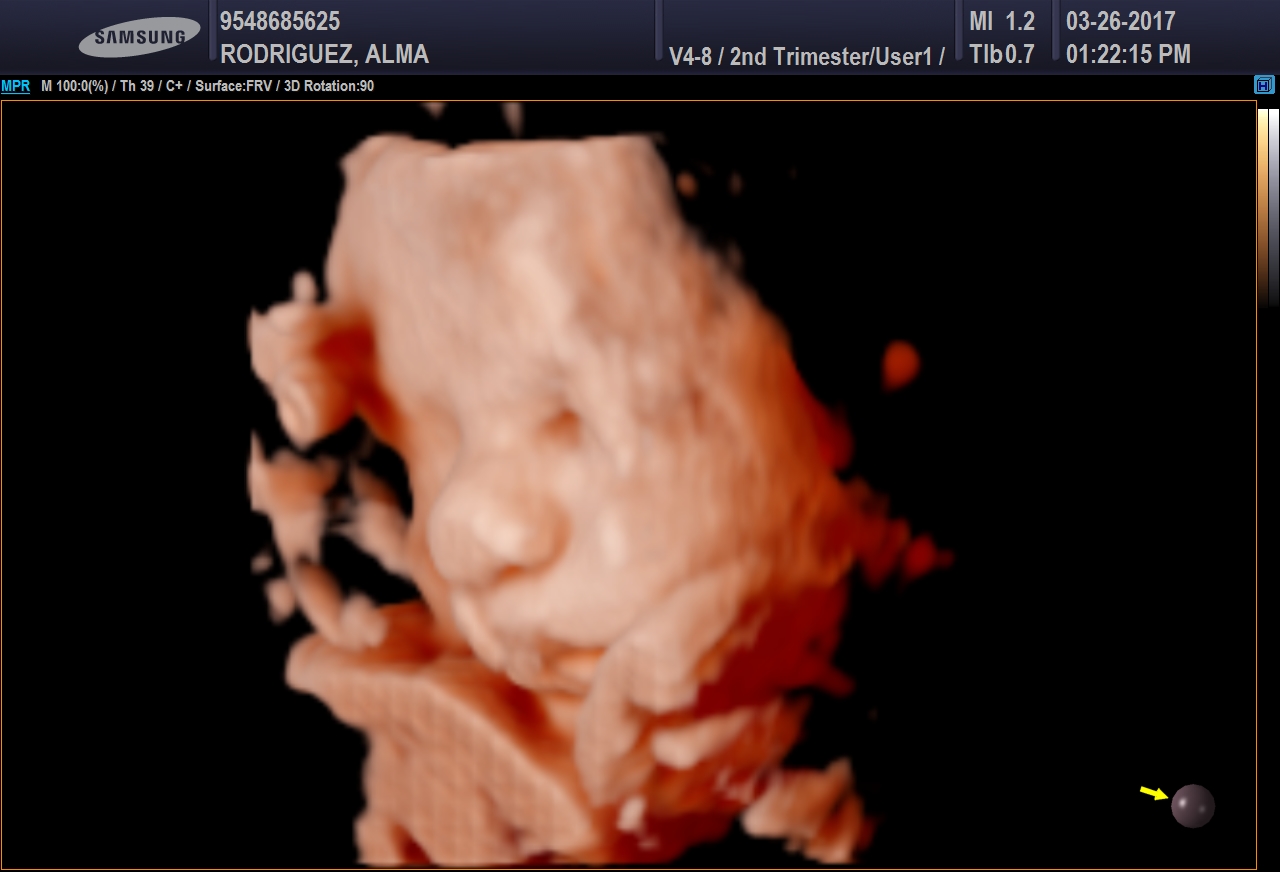 SAMSUNG
9548685625
RODRIGUEZ, ALMA
V4-8 / 2nd Trimester/User1 /
MI 1.2
TIb 0.7
03-26-2017
01:22:15 PM
MPR M 100:0(%) / Th 39 / C+ / Surface:FRV / 3D Rotation:90